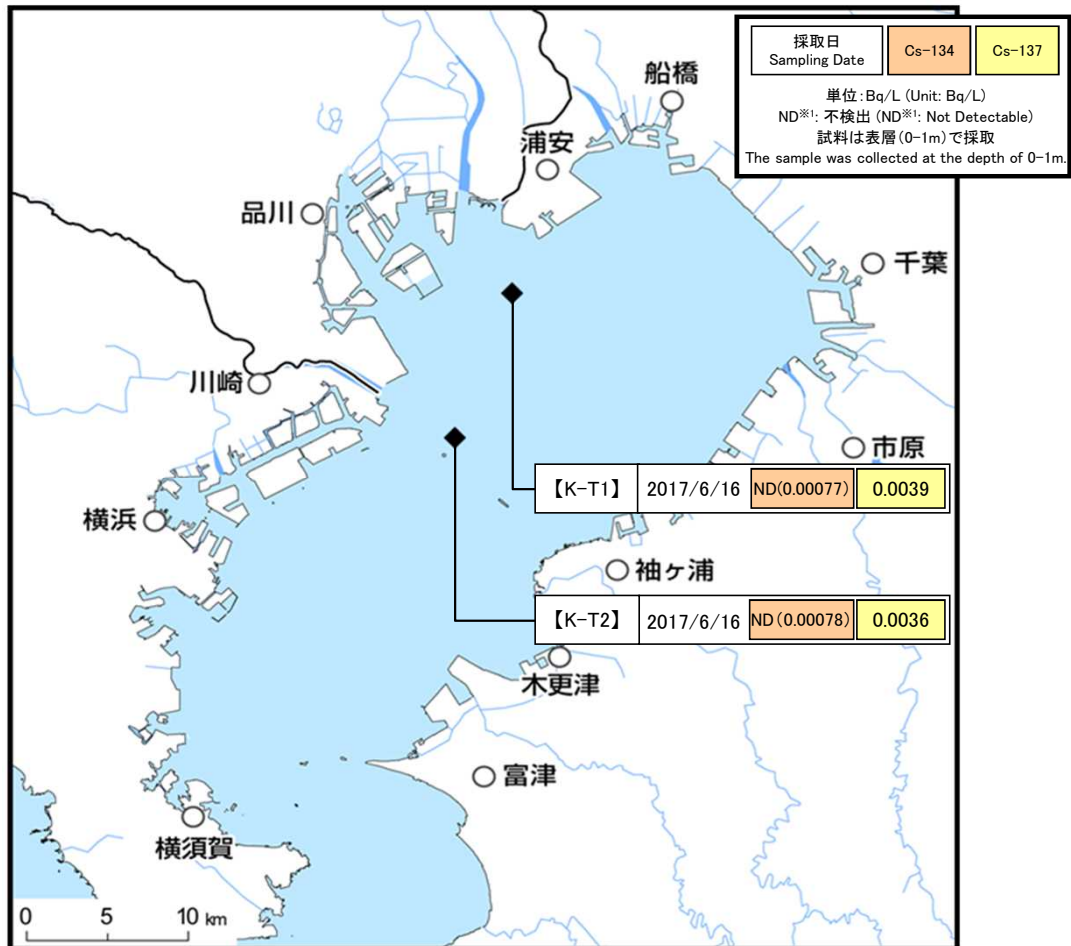 採取日
Sampling Date
Cs-134
Cs-137
単位:Bq/L (Unit: Bq/L)
ND※1: 不検出 (ND※1: Not Detectable)
試料は表層(0-1m)で採取
The sample was collected at the depth of 0-1m.
船橋
浦安
品川
千葉
川崎
市原
【K-T1】 2017/6/16 ND(0.00077) 0.0039
横浜
袖ヶ浦
【K-T2】 2017/6/16 ND(0.00078) 0.0036
木更津
富津
横須賀
0 5 10 km